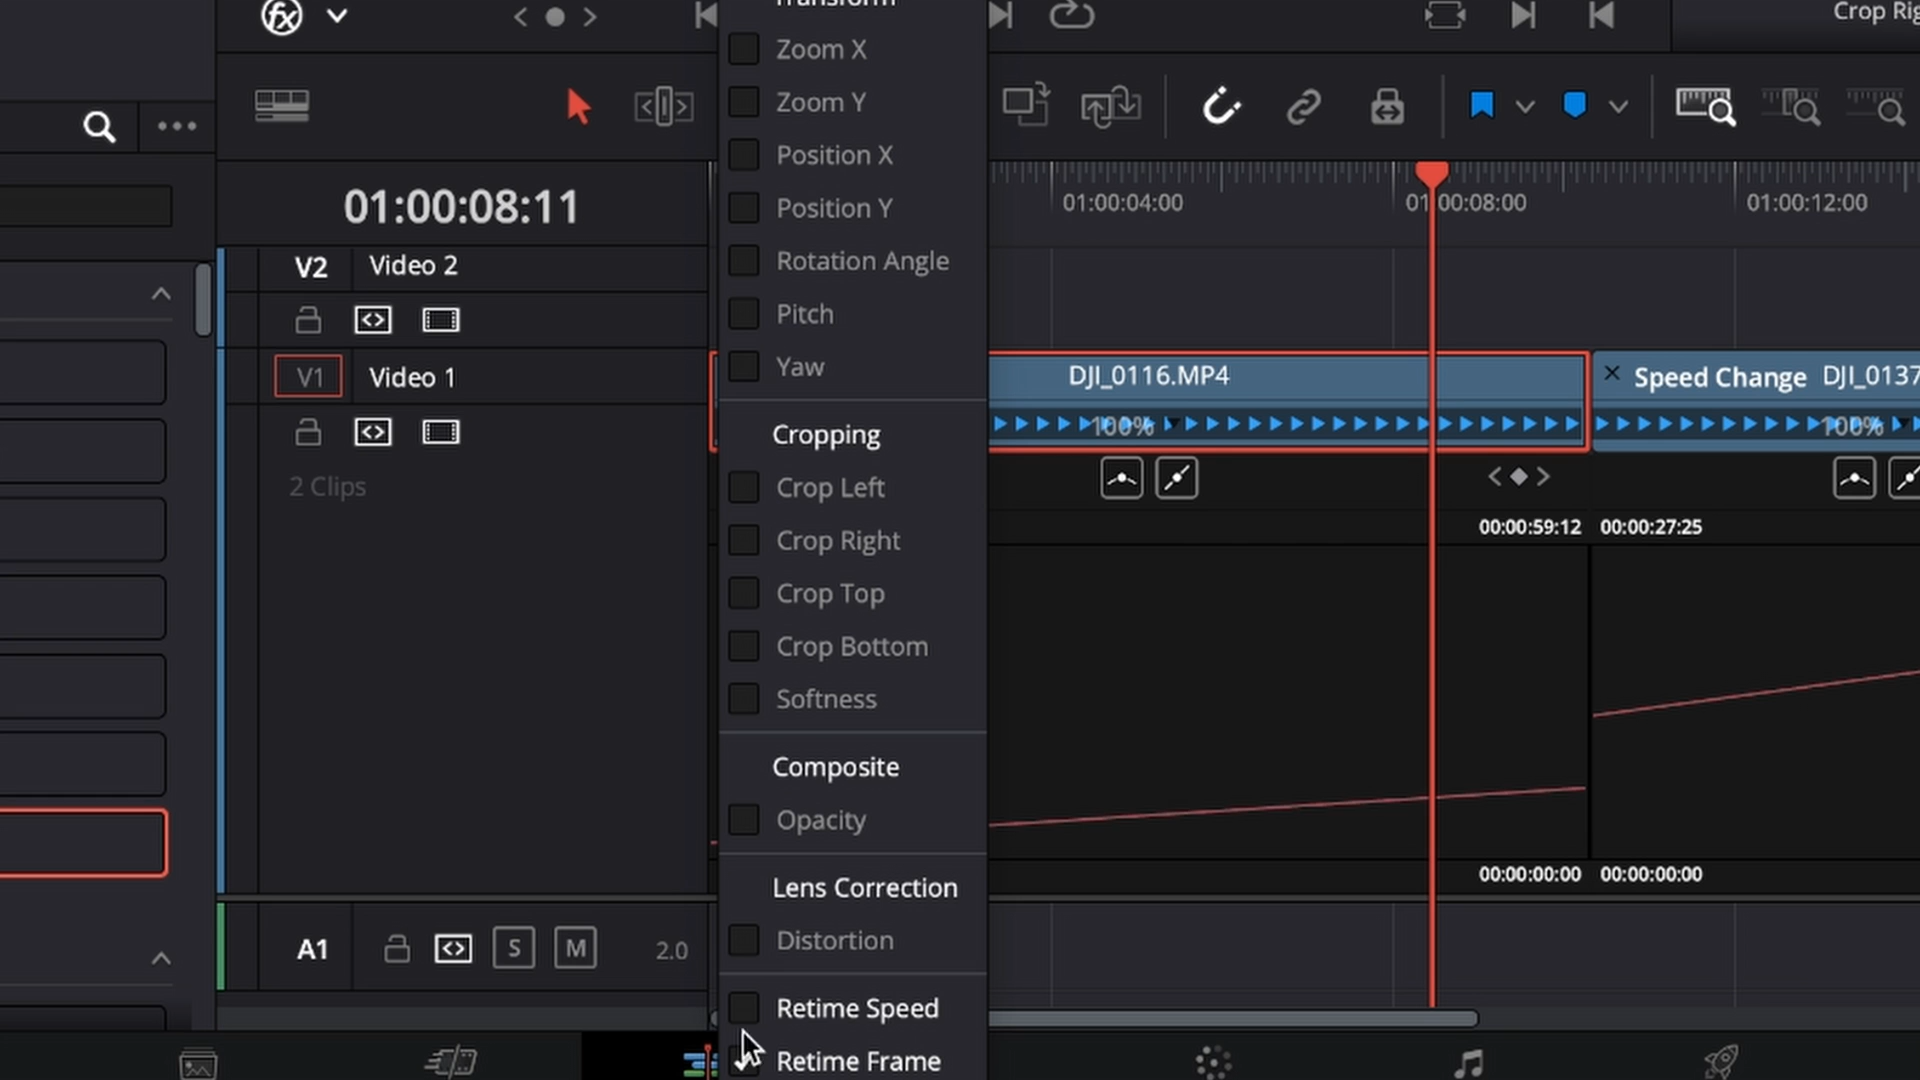 Transform
Crop Rig
Zoom X
Zoom Y
Position X
Position Y
Rotation Angle
Pitch
Yaw
Cropping
Crop Left
Crop Right
Crop Top
Crop Bottom
Softness
Composite
Opacity
Lens Correction
Distortion
Retime Speed
Retime Frame
01:00:08:11
01:00:04:00
01:00:08:00
01:00:12:00
V2 Video 2
V1 Video 1
2 Clips
A1 S M 2.0
DJI_0116.MP4
100%
Speed Change DJI_0137
100%
00:00:59:12
00:00:27:25
00:00:00:00
00:00:00:00